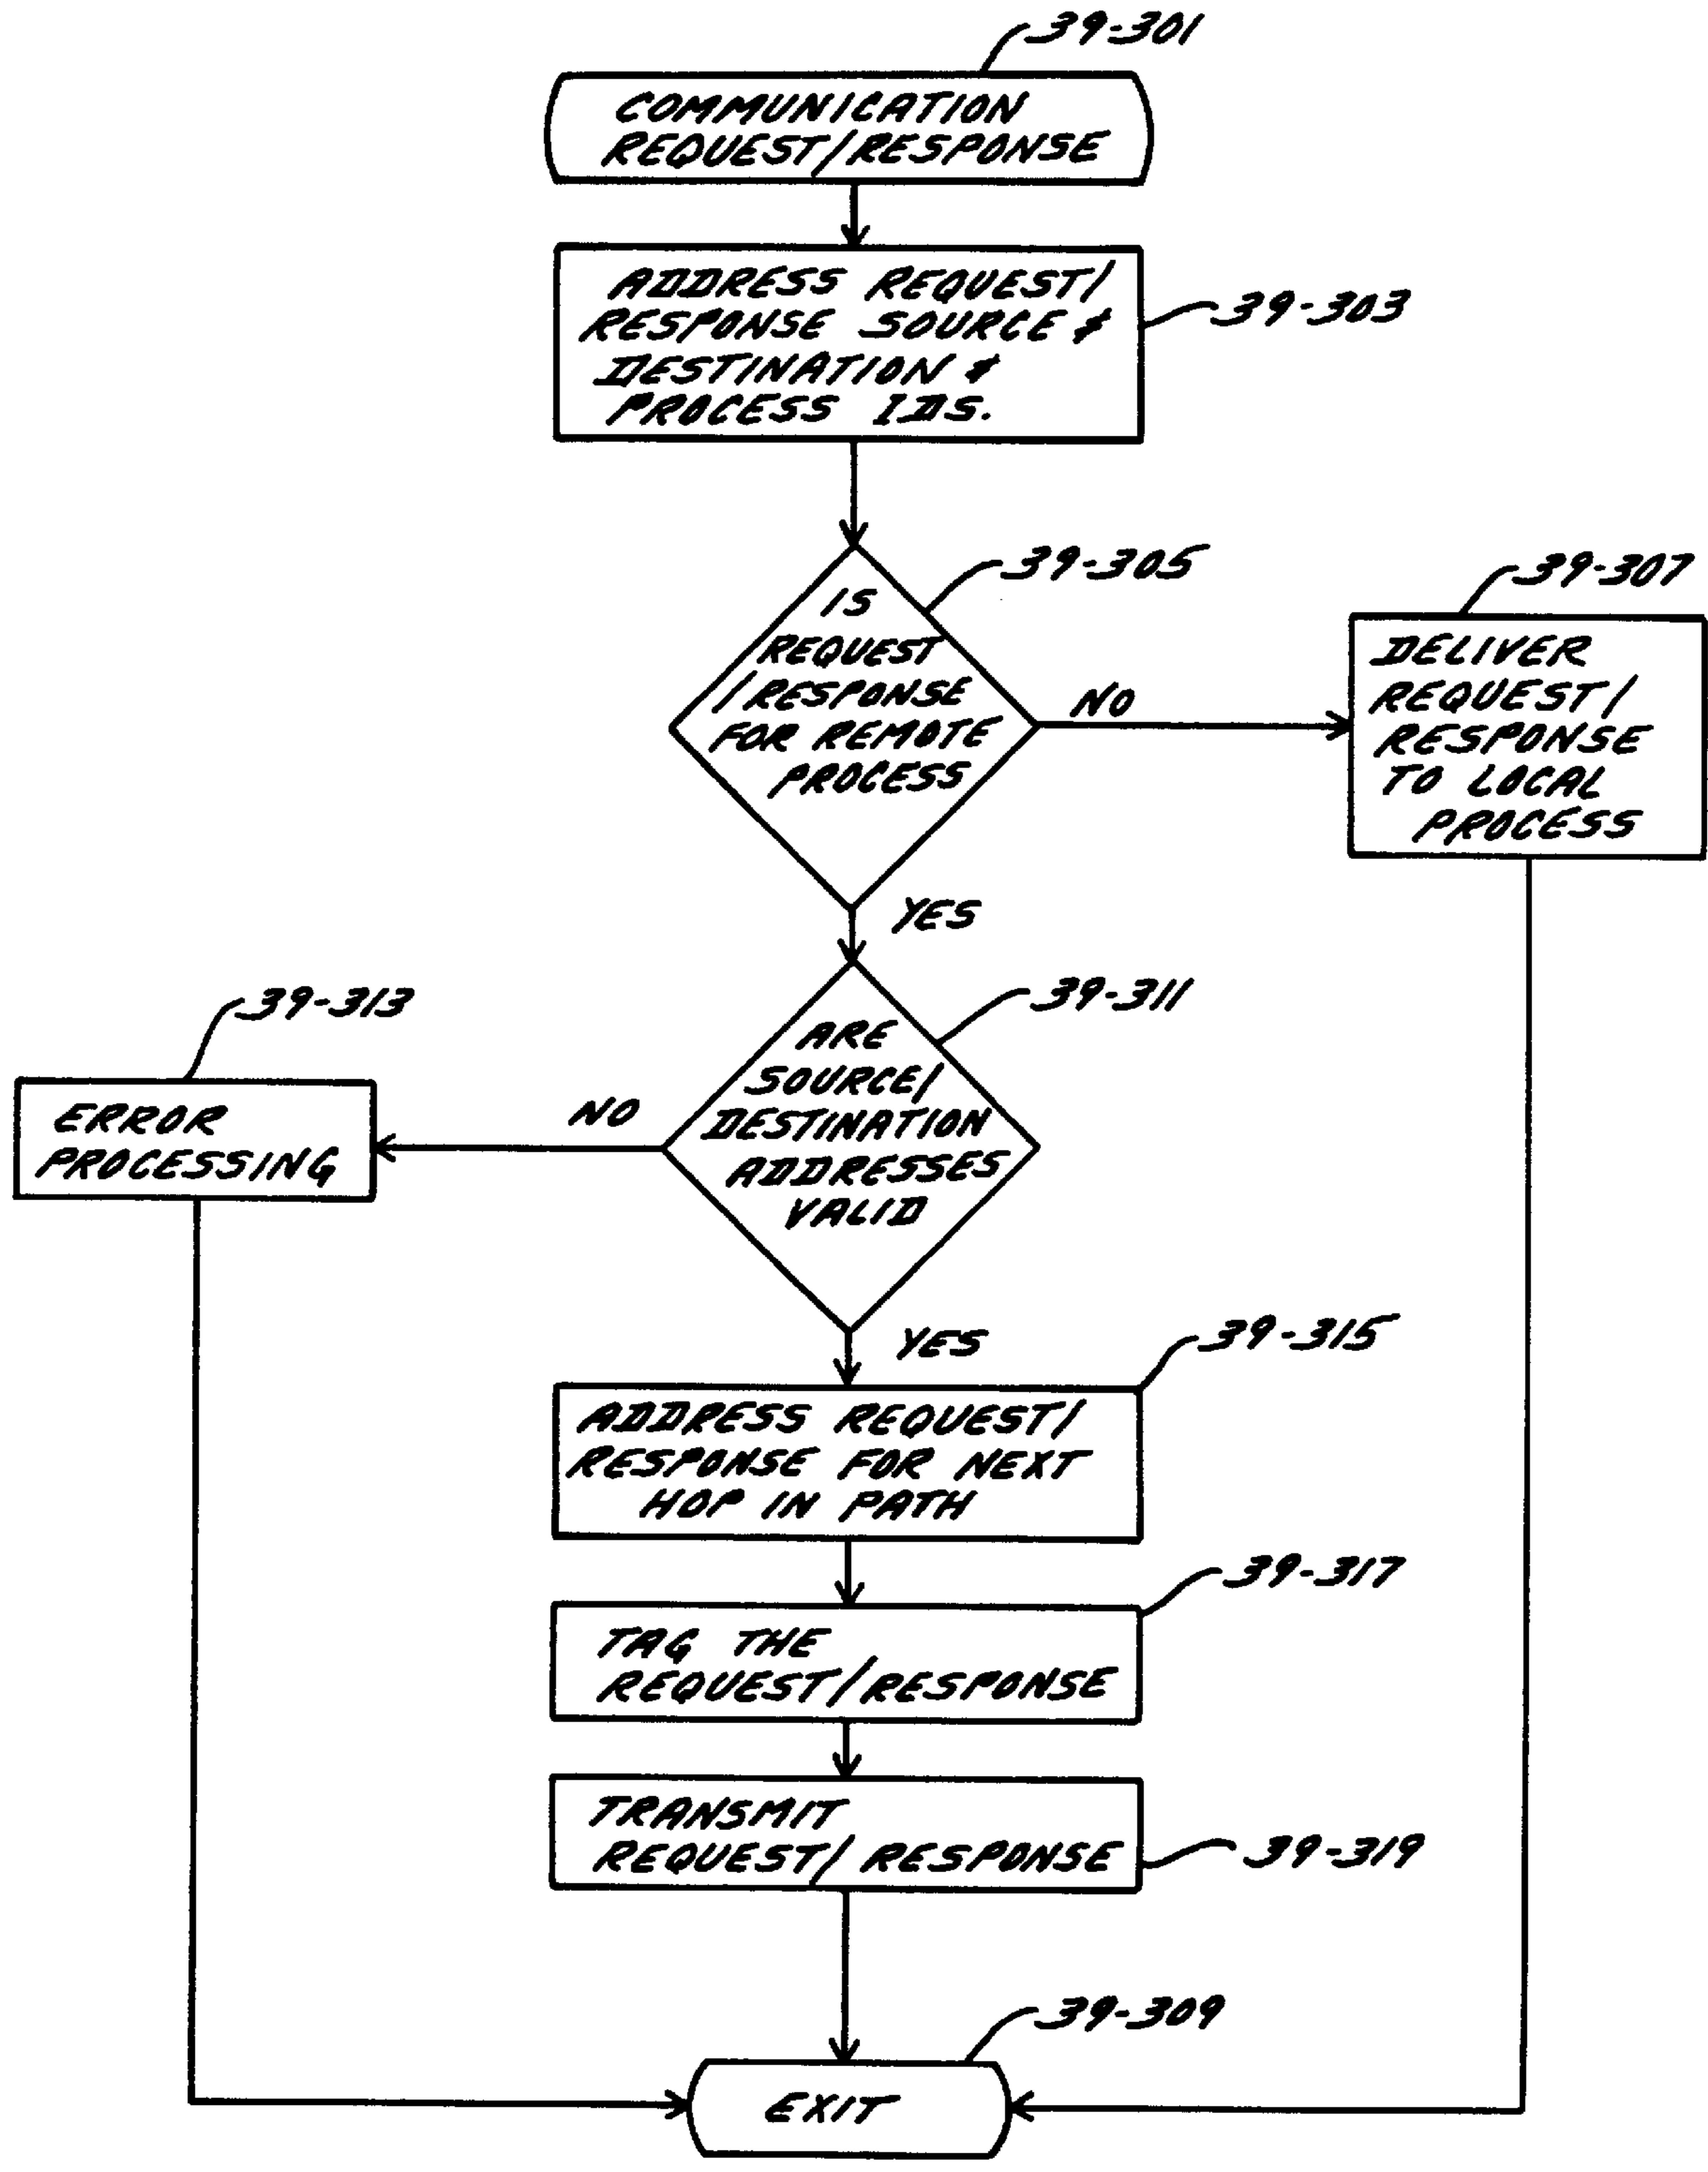 39-301
COMMUNICATION
REQUEST/RESPONSE
ADDRESS REQUEST/
RESPONSE SOURCE &
DESTINATION &
PROCESS IDS.
39-303
39-305
IS
REQUEST
/RESPONSE
FOR REMOTE
PROCESS
NO
39-307
DELIVER
REQUEST/
RESPONSE
TO LOCAL
PROCESS
YES
39-311
ARE
SOURCE/
DESTINATION
ADDRESSES
VALID
NO
39-313
ERROR
PROCESSING
YES
39-315
ADDRESS REQUEST/
RESPONSE FOR NEXT
HOP IN PATH
39-317
TAG THE
REQUEST/RESPONSE
TRANSMIT
REQUEST/RESPONSE
39-319
39-309
EXIT